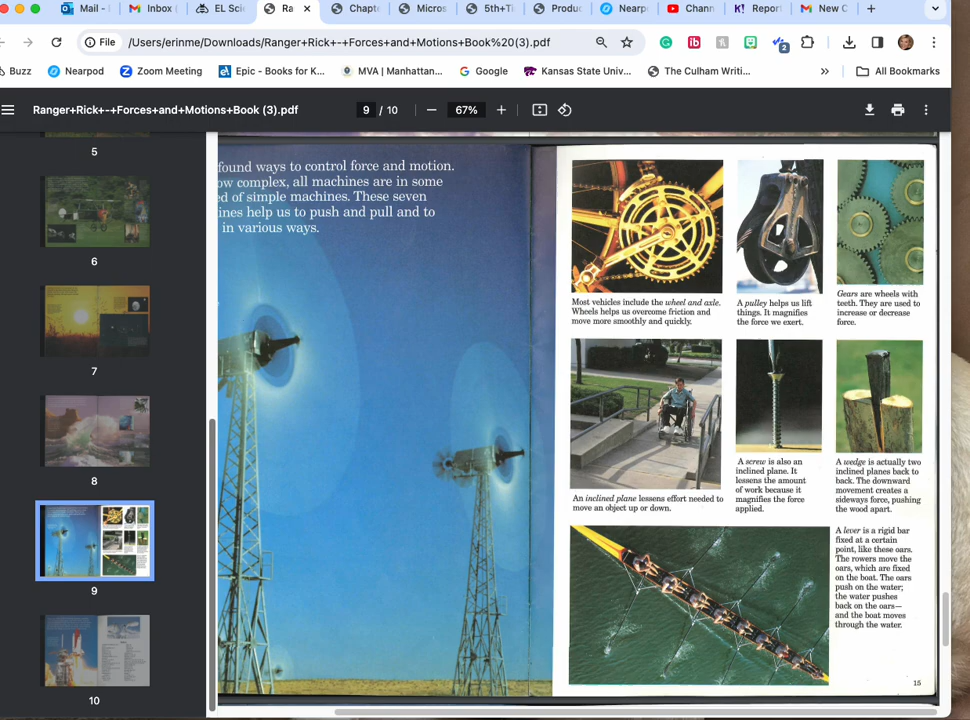 Mail -
Inbox (
EL Scie
Ra
Chapte
Micros
5th+Ti
Produc
Nearp
Chann
Report
New C
File
/Users/erinme/Downloads/Ranger+Rick+-+Forces+and+Motions+Book%20(3).pdf
2
Buzz
Nearpod
Zoom Meeting
Epic - Books for K...
MVA | Manhattan...
Google
Kansas State Univ...
The Culham Writi...
All Bookmarks
Ranger+Rick+-+Forces+and+Motions+Book (3).pdf
9 / 10
67%
5
6
7
8
9
10
found ways to control force and motion.
ow complex, all machines are in some
ed of simple machines. These seven
ines help us to push and pull and to
in various ways.
Most vehicles include the wheel and axle.
Wheels helps us overcome friction and
move more smoothly and quickly.
A pulley helps us lift
things. It magnifies
the force we exert.
Gears are wheels with
teeth. They are used to
increase or decrease
force.
An inclined plane lessens effort needed to
move an object up or down.
A screw is also an
inclined plane. It
lessens the amount
of work because it
magnifies the force
applied.
A wedge is actually two
inclined planes back to
back. The downward
movement creates a
sideways force, pushing
the wood apart.
A lever is a rigid bar
fixed at a certain
point, like these oars.
The rowers move the
oars, which are fixed
on the boat. The oars
push on the water;
the water pushes
back on the oars—
and the boat moves
through the water.
15